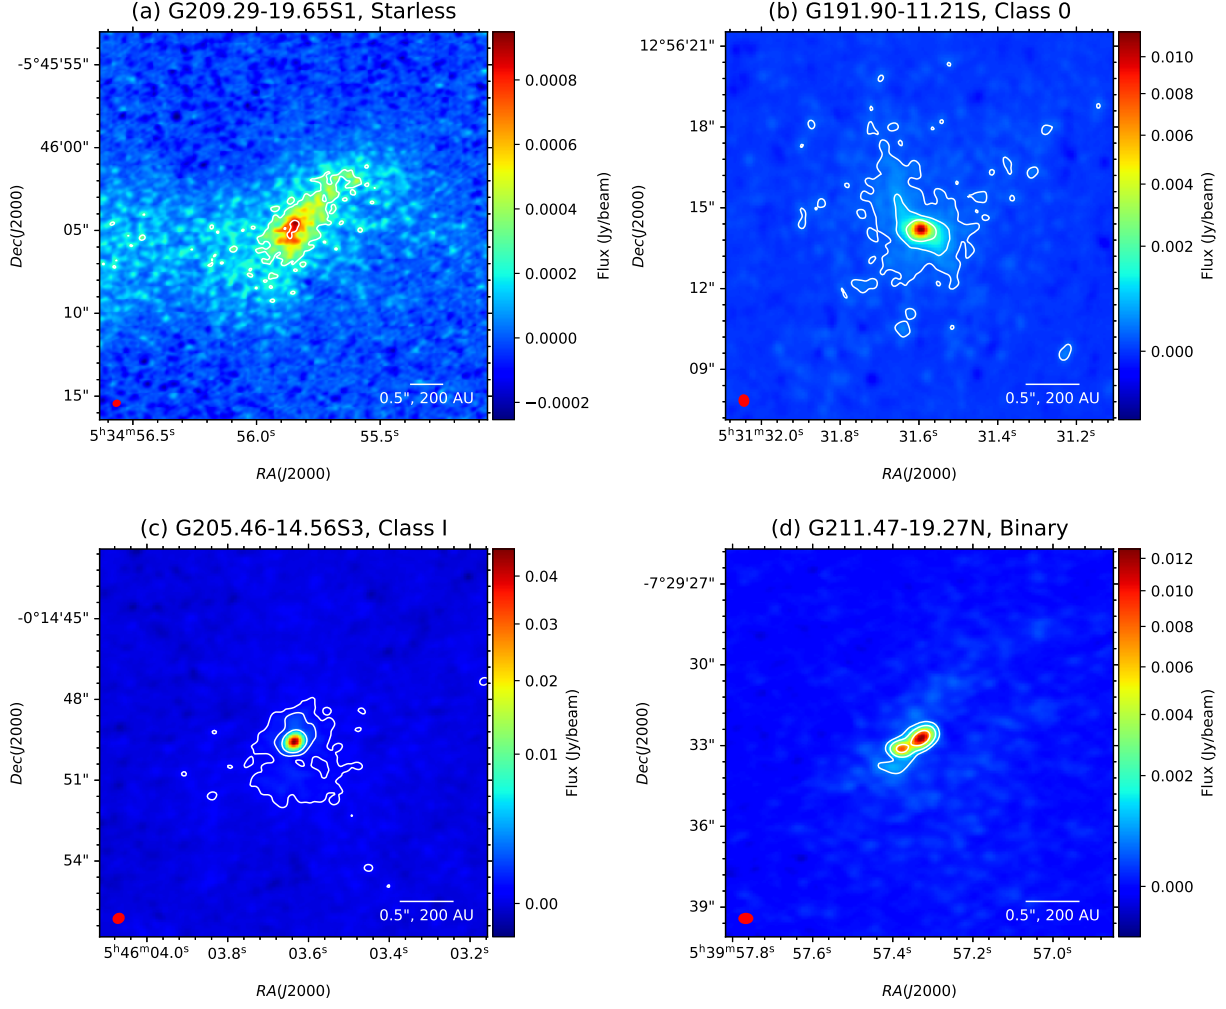 (a) G209.29-19.65S1, Starless
-5°45'55"
46'00"
05"
10"
15"
Dec(J2000)
0.5", 200 AU
5ʰ34ᵐ56.5ˢ 56.0ˢ 55.5ˢ
RA(J2000)
0.0008
0.0006
0.0004
0.0002
0.0000
−0.0002
Flux (Jy/beam)
(b) G191.90-11.21S, Class 0
12°56'21"
18"
15"
12"
09"
Dec(J2000)
0.5", 200 AU
5ʰ31ᵐ32.0ˢ 31.8ˢ 31.6ˢ 31.4ˢ 31.2ˢ
RA(J2000)
0.010
0.008
0.006
0.004
0.002
0.000
Flux (Jy/beam)
(c) G205.46-14.56S3, Class I
-0°14'45"
48"
51"
54"
Dec(J2000)
0.5", 200 AU
5ʰ46ᵐ04.0ˢ 03.8ˢ 03.6ˢ 03.4ˢ 03.2ˢ
RA(J2000)
0.04
0.03
0.02
0.01
0.00
Flux (Jy/beam)
(d) G211.47-19.27N, Binary
-7°29'27"
30"
33"
36"
39"
Dec(J2000)
0.5", 200 AU
5ʰ39ᵐ57.8ˢ 57.6ˢ 57.4ˢ 57.2ˢ 57.0ˢ
RA(J2000)
0.012
0.010
0.008
0.006
0.004
0.002
0.000
Flux (Jy/beam)